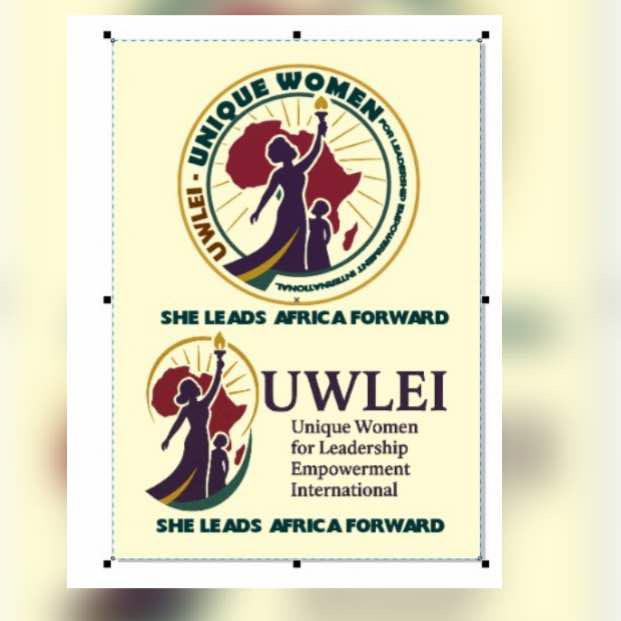 UWLEI - UNIQUE WOMEN FOR LEADERSHIP EMPOWERMENT INTERNATIONAL
SHE LEADS AFRICA FORWARD
UWLEI
Unique Women
for Leadership
Empowerment
International
SHE LEADS AFRICA FORWARD